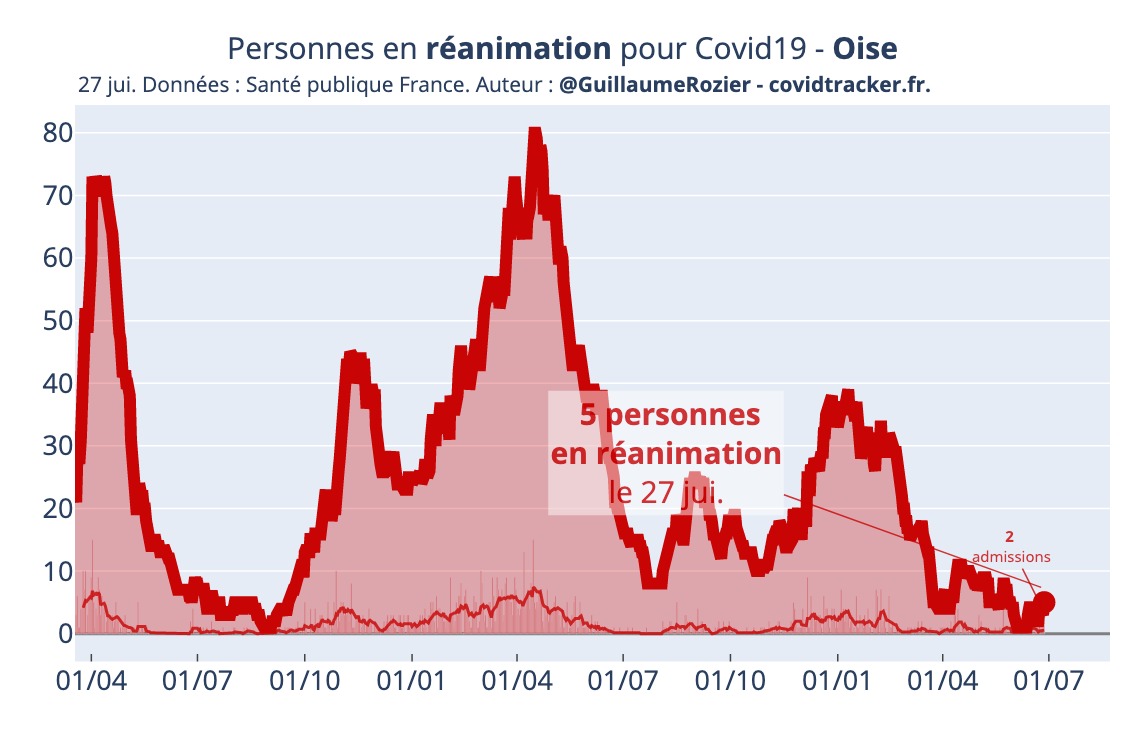 Personnes en réanimation pour Covid19 - Oise
27 jui. Données : Santé publique France. Auteur : @GuillaumeRozier - covidtracker.fr.
80
70
60
50
40
30
20
10
0
5 personnes
en réanimation
le 27 jui.
2
admissions
01/04 01/07 01/10 01/01 01/04 01/07 01/10 01/01 01/04 01/07